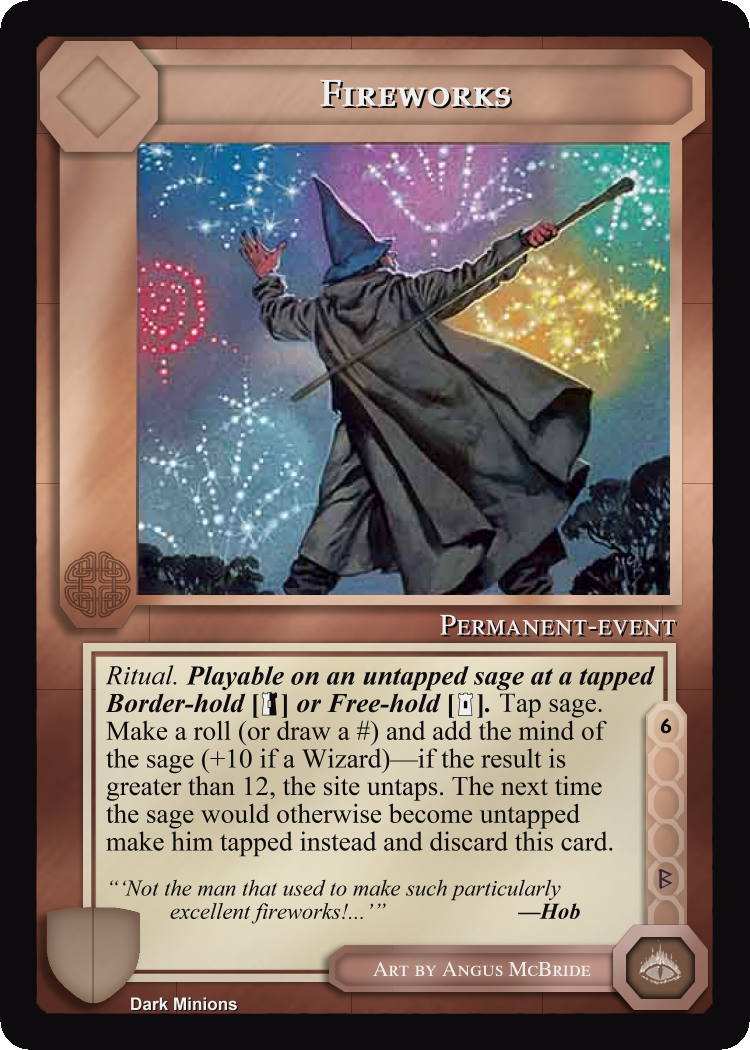 Fireworks
Permanent-event
Ritual. Playable on an untapped sage at a tapped
Border-hold [ ] or Free-hold [ ]. Tap sage.
Make a roll (or draw a #) and add the mind of
the sage (+10 if a Wizard)—if the result is
greater than 12, the site untaps. The next time
the sage would otherwise become untapped
make him tapped instead and discard this card.
6
B
“‘Not the man that used to make such particularly
excellent fireworks!...’” —Hob
Art by Angus McBride
Dark Minions